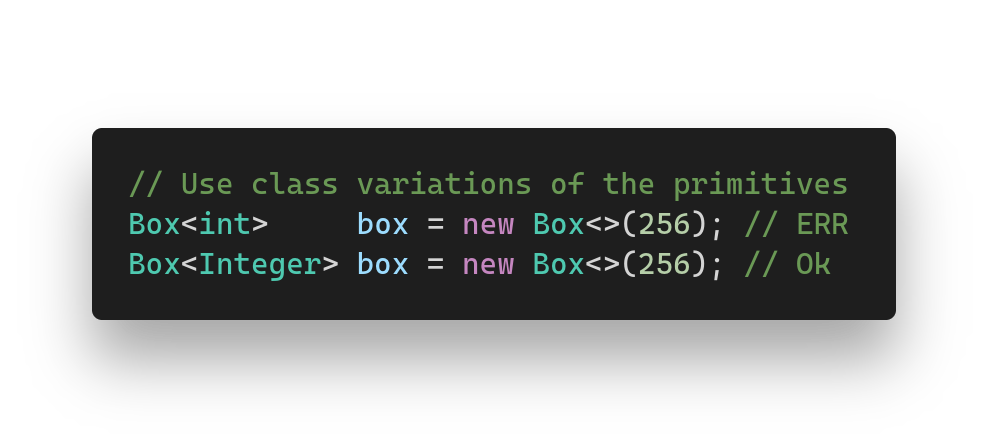 // Use class variations of the primitives
Box<int>     box = new Box<>(256); // ERR
Box<Integer> box = new Box<>(256); // Ok